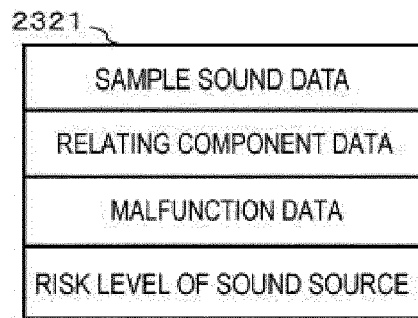 2321
SAMPLE SOUND DATA
RELATING COMPONENT DATA
MALFUNCTION DATA
RISK LEVEL OF SOUND SOURCE